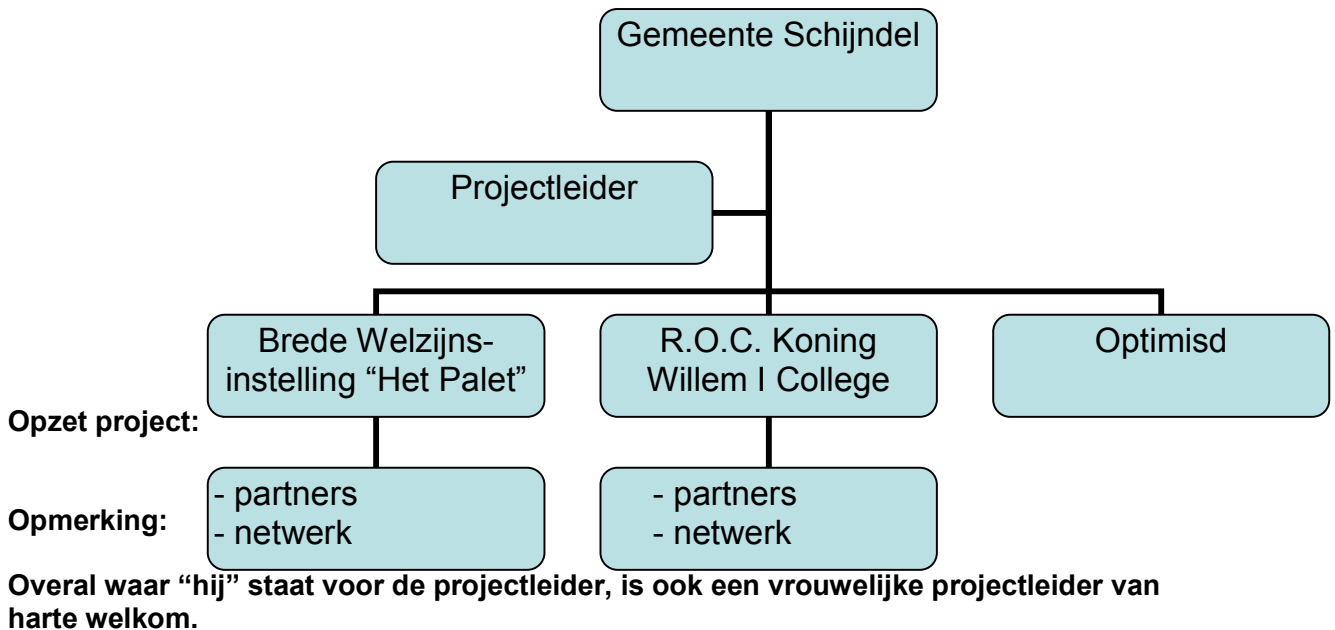 Gemeente Schijndel
Projectleider
Brede Welzijns-
instelling “Het Palet”
R.O.C. Koning
Willem I College
Optimisd
Opzet project:
- partners
- netwerk
- partners
- netwerk
Opmerking:
Overal waar “hij” staat voor de projectleider, is ook een vrouwelijke projectleider van
harte welkom.